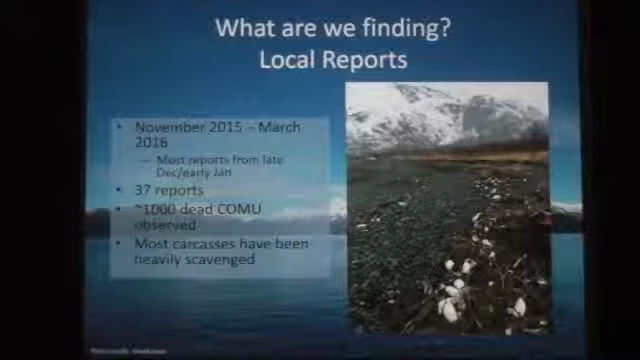 What are we finding?
Local Reports
• November 2015 – March
2016
– Most reports from late
Dec/early Jan
• 37 reports
• ~1000 dead COMU
observed
• Most carcasses have been
heavily scavenged